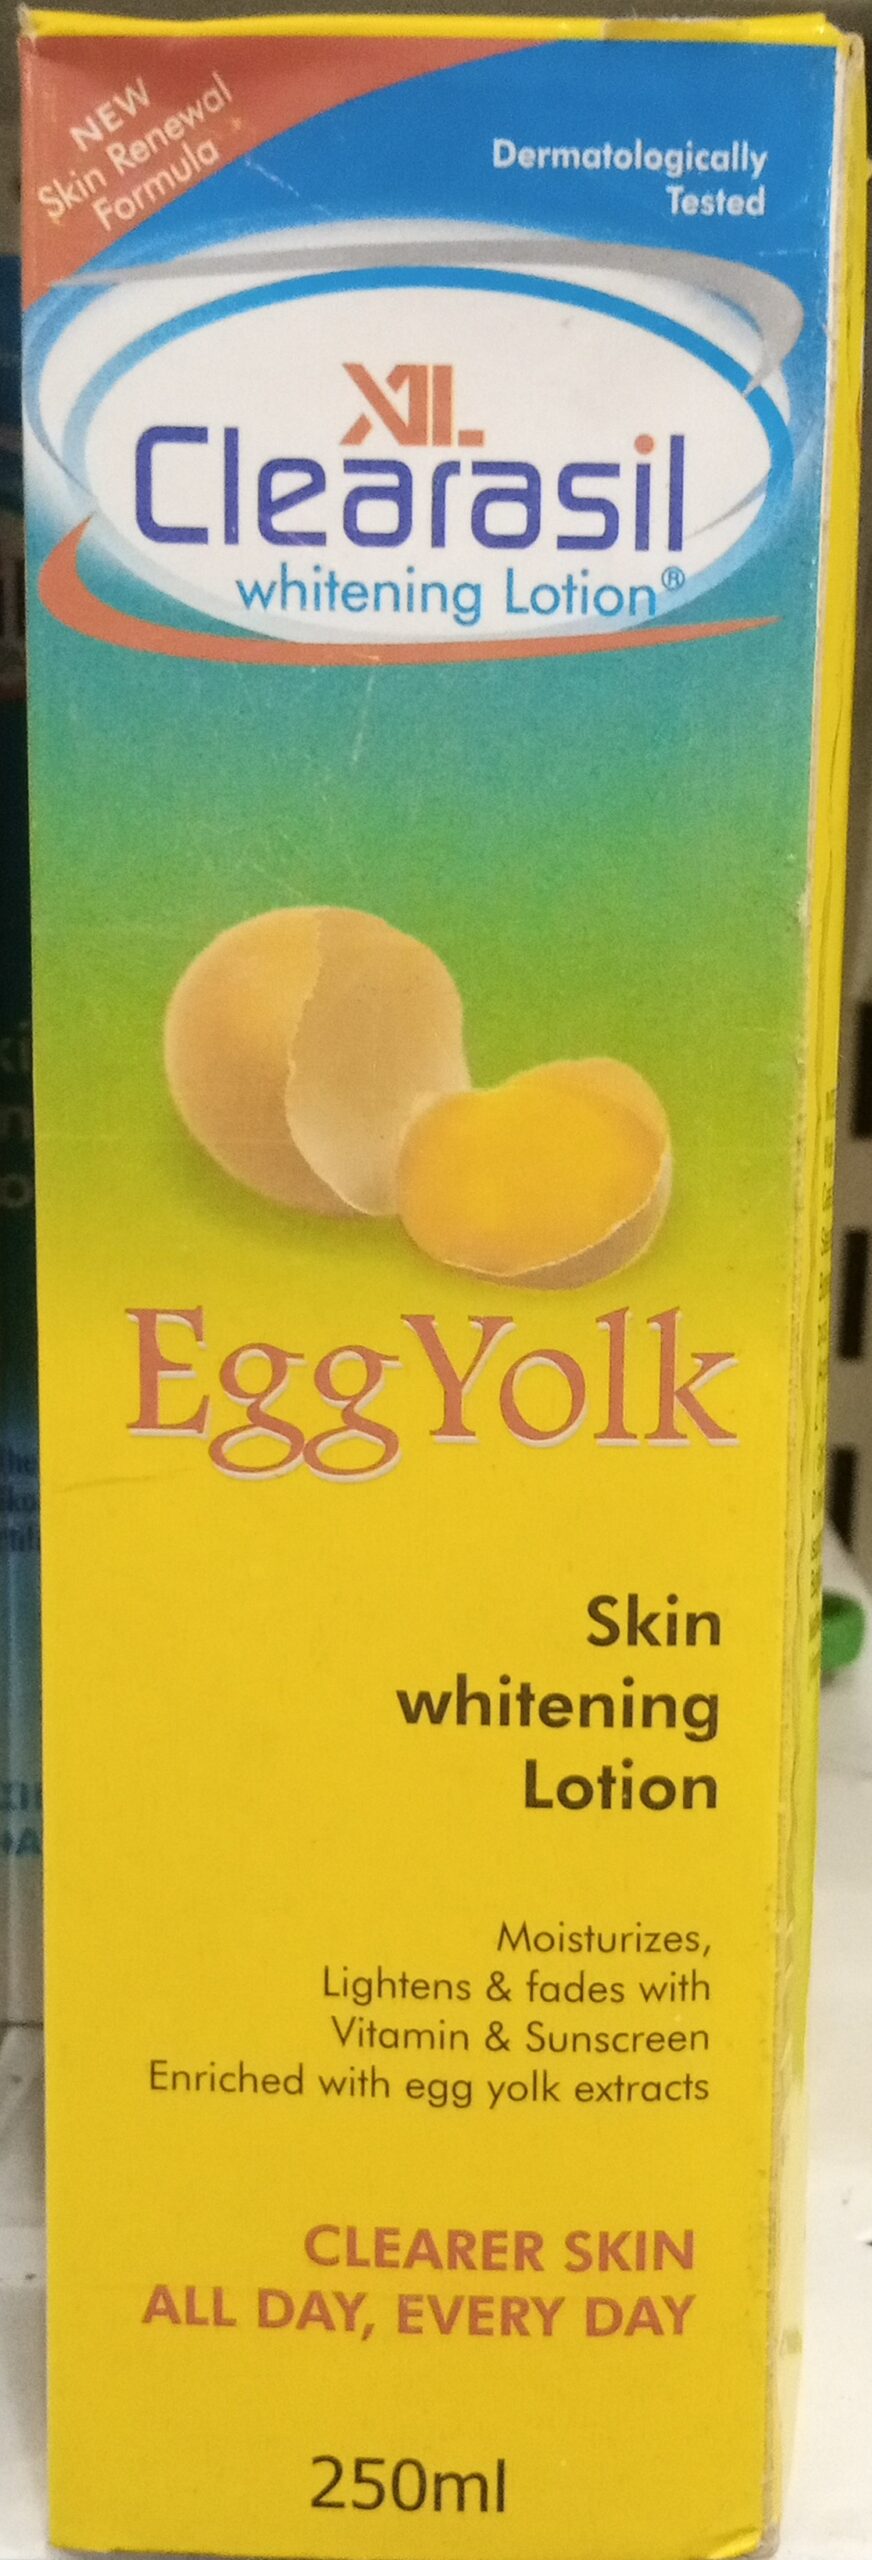 NEW
Skin Renewal
Formula
Dermatologically
Tested
XIL
Clearasil
whitening Lotion®
EggYolk
Skin
whitening
Lotion
Moisturizes,
Lightens & fades with
Vitamin & Sunscreen
Enriched with egg yolk extracts
CLEARER SKIN
ALL DAY, EVERY DAY
250ml